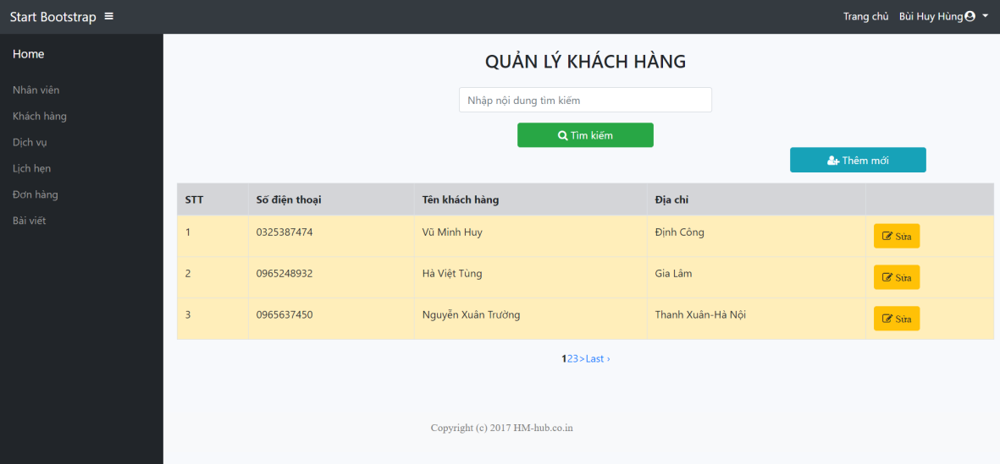 Start Bootstrap
Trang chủ Bùi Huy Hùng
Home
Nhân viên
Khách hàng
Dịch vụ
Lịch hẹn
Đơn hàng
Bài viết
QUẢN LÝ KHÁCH HÀNG
Nhập nội dung tìm kiếm
Tìm kiếm
Thêm mới
STT Số điện thoại Tên khách hàng Địa chỉ
1 0325387474 Vũ Minh Huy Định Công Sửa
2 0965248932 Hà Việt Tùng Gia Lâm Sửa
3 0965637450 Nguyễn Xuân Trường Thanh Xuân-Hà Nội Sửa
123>Last ›
Copyright (c) 2017 HM-hub.co.in